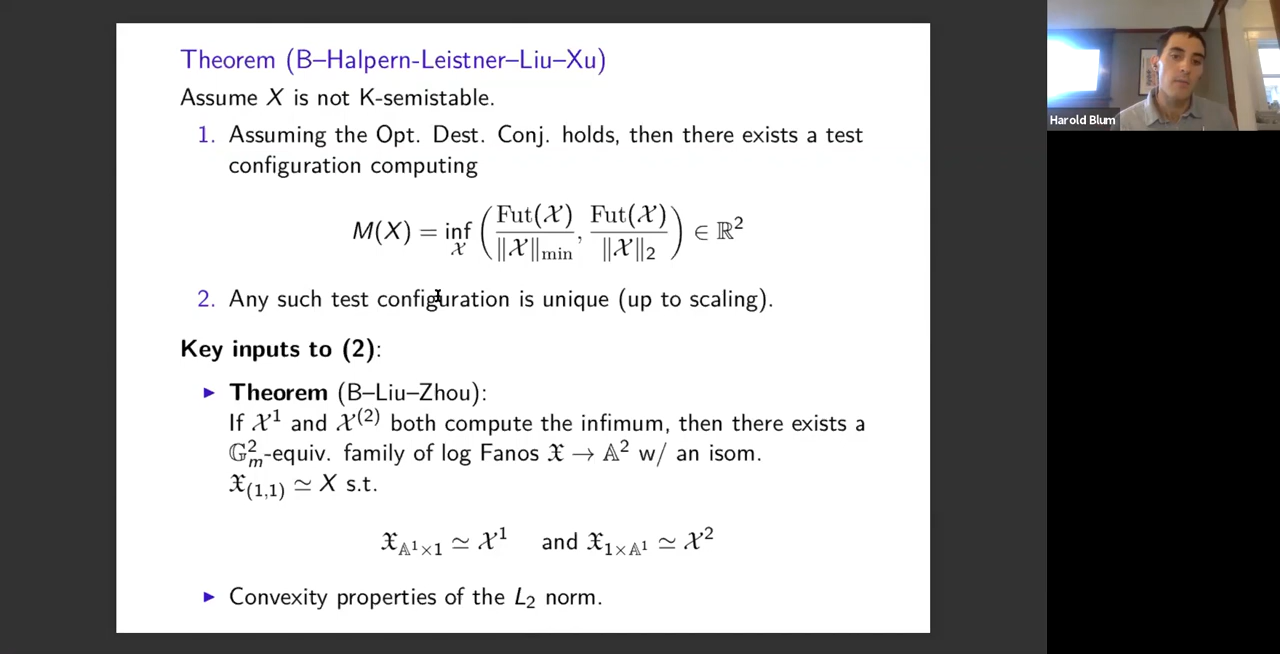 Theorem (B–Halpern-Leistner–Liu–Xu)
Assume X is not K-semistable.
1. Assuming the Opt. Dest. Conj. holds, then there exists a test
configuration computing
M(X) = inf_𝒳 ( Fut(𝒳) / ‖𝒳‖_min , Fut(𝒳) / ‖𝒳‖_2 ) ∈ ℝ²
2. Any such test configuration is unique (up to scaling).
Key inputs to (2):
▶ Theorem (B–Liu–Zhou):
If 𝒳¹ and 𝒳⁽²⁾ both compute the infimum, then there exists a
𝔾²_m-equiv. family of log Fanos 𝔛 → 𝔸² w/ an isom.
𝔛_(1,1) ≃ X s.t.
𝔛_{𝔸¹×1} ≃ 𝒳¹ and 𝔛_{1×𝔸¹} ≃ 𝒳²
▶ Convexity properties of the L₂ norm.
Harold Blum